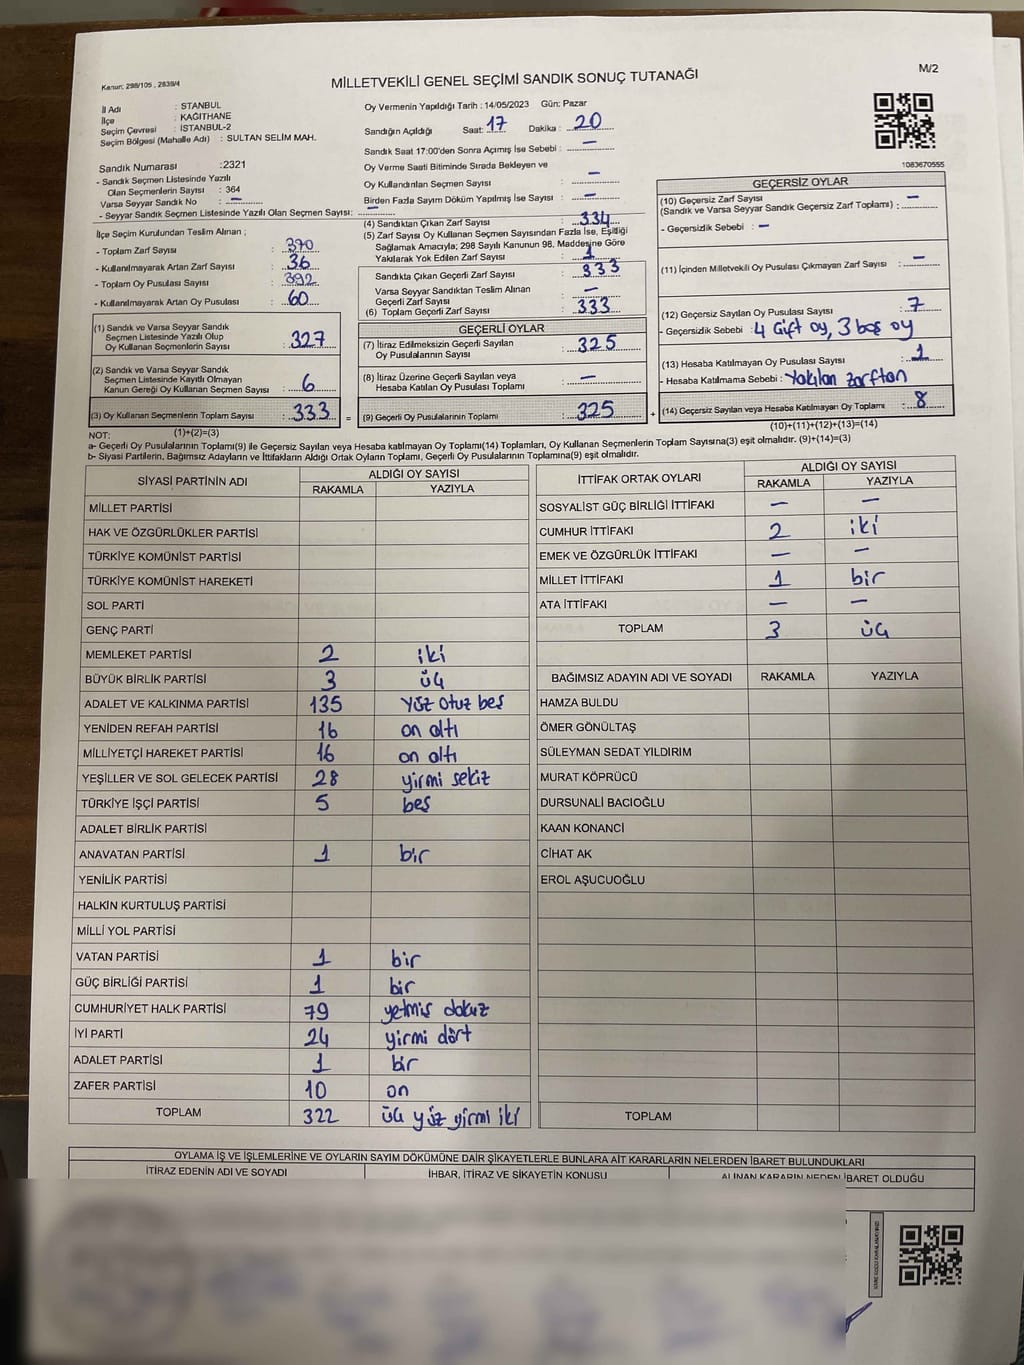 Kanun: 298/105 , 2839/4
MİLLETVEKİLİ GENEL SEÇİMİ SANDIK SONUÇ TUTANAĞI
M/2
İl Adı : İSTANBUL
İlçe : KAĞITHANE
Seçim Çevresi : İSTANBUL-2
Seçim Bölgesi (Mahalle Adı) : SULTAN SELİM MAH.
Sandık Numarası : 2321
- Sandık Seçmen Listesinde Yazılı
Olan Seçmenlerin Sayısı : 364
Varsa Seyyar Sandık No : —
- Seyyar Sandık Seçmen Listesinde Yazılı Olan Seçmen Sayısı: —
Oy Vermenin Yapıldığı Tarih : 14/05/2023 Gün: Pazar
Sandığın Açıldığı Saat: 17 Dakika : 20
Sandık Saat 17:00'den Sonra Açılmış İse Sebebi : —
Oy Verme Saati Bitiminde Sırada Bekleyen ve
Oy Kullandırılan Seçmen Sayısı : —
Birden Fazla Sayım Döküm Yapılmış İse Sayısı : —
1083670555
İlçe Seçim Kurulundan Teslim Alınan ;
- Toplam Zarf Sayısı : 370
- Kullanılmayarak Artan Zarf Sayısı : 36
- Toplam Oy Pusulası : 392
- Kullanılmayarak Artan Oy Pusulası : 60
(1) Sandık ve Varsa Seyyar Sandık
Seçmen Listesinde Yazılı Olup
Oy Kullanan Seçmenlerin Sayısı : 327
(2) Sandık ve Varsa Seyyar Sandık
Seçmen Listesinde Kayıtlı Olmayan
Kanun Gereği Oy Kullanan Seçmen Sayısı : 6
(3) Oy Kullanan Seçmenlerin Toplam Sayısı : 333 =
(1)+(2)=(3)
(4) Sandıktan Çıkan Zarf Sayısı : 334
(5) Zarf Sayısı Oy Kullanan Seçmen Sayısından Fazla İse, Eşitliği
Sağlamak Amacıyla; 298 Sayılı Kanunun 98. Maddesine Göre
Yakılarak Yok Edilen Zarf Sayısı : 1
Sandıkta Çıkan Geçerli Zarf Sayısı : 333
Varsa Seyyar Sandıktan Teslim Alınan
Geçerli Zarf Sayısı : —
(6) Toplam Geçerli Zarf Sayısı : 333
GEÇERLİ OYLAR
(7) İtiraz Edilmeksizin Geçerli Sayılan
Oy Pusulalarının Sayısı : 325
(8) İtiraz Üzerine Geçerli Sayılan veya
Hesaba Katılan Oy Pusulası Toplamı : —
(9) Geçerli Oy Pusulalarının Toplamı : 325 +
GEÇERSİZ OYLAR
(10) Geçersiz Zarf Sayısı
(Sandık ve Varsa Seyyar Sandık Geçersiz Zarf Toplamı) : —
- Geçersizlik Sebebi : —
(11) İçinden Milletvekili Oy Pusulası Çıkmayan Zarf Sayısı : —
(12) Geçersiz Sayılan Oy Pusulası Sayısı : 7
- Geçersizlik Sebebi : 4 Çift oy, 3 boş oy
(13) Hesaba Katılmayan Oy Pusulası Sayısı : 1
- Hesaba Katılmama Sebebi : Yakılan zarftan
(14) Geçersiz Sayılan veya Hesaba Katılmayan Oy Toplamı : 8
(10)+(11)+(12)+(13)=(14)
NOT:
a- Geçerli Oy Pusulalarının Toplamı(9) ile Geçersiz Sayılan veya Hesaba katılmayan Oy Toplamı(14) Toplamları, Oy Kullanan Seçmenlerin Toplam Sayısına(3) eşit olmalıdır. (9)+(14)=(3)
b- Siyasi Partilerin, Bağımsız Adayların ve İttifakların Aldığı Ortak Oyların Toplamı, Geçerli Oy Pusulalarının Toplamına(9) eşit olmalıdır.
SİYASİ PARTİNİN ADI ALDIĞI OY SAYISI
RAKAMLA YAZIYLA
MİLLET PARTİSİ
HAK VE ÖZGÜRLÜKLER PARTİSİ
TÜRKİYE KOMÜNİST PARTİSİ
TÜRKİYE KOMÜNİST HAREKETİ
SOL PARTİ
GENÇ PARTİ
MEMLEKET PARTİSİ 2 iki
BÜYÜK BİRLİK PARTİSİ 3 üç
ADALET VE KALKINMA PARTİSİ 135 Yüz otuz beş
YENİDEN REFAH PARTİSİ 16 on altı
MİLLİYETÇİ HAREKET PARTİSİ 16 on altı
YEŞİLLER VE SOL GELECEK PARTİSİ 28 yirmi sekiz
TÜRKİYE İŞÇİ PARTİSİ 5 beş
ADALET BİRLİK PARTİSİ
ANAVATAN PARTİSİ 1 bir
YENİLİK PARTİSİ
HALKIN KURTULUŞ PARTİSİ
MİLLİ YOL PARTİSİ
VATAN PARTİSİ 1 bir
GÜÇ BİRLİĞİ PARTİSİ 1 bir
CUMHURİYET HALK PARTİSİ 79 yetmiş dokuz
İYİ PARTİ 24 yirmi dört
ADALET PARTİSİ 1 bir
ZAFER PARTİSİ 10 on
TOPLAM 322 üç yüz yirmi iki
İTTİFAK ORTAK OYLARI ALDIĞI OY SAYISI
RAKAMLA YAZIYLA
SOSYALİST GÜÇ BİRLİĞİ İTTİFAKI — —
CUMHUR İTTİFAKI 2 iki
EMEK VE ÖZGÜRLÜK İTTİFAKI — —
MİLLET İTTİFAKI 1 bir
ATA İTTİFAKI — —
TOPLAM 3 üç
BAĞIMSIZ ADAYIN ADI VE SOYADI RAKAMLA YAZIYLA
HAMZA BULDU
ÖMER GÖNÜLTAŞ
SÜLEYMAN SEDAT YILDIRIM
MURAT KÖPRÜCÜ
DURSUNALİ BACIOĞLU
KAAN KONANCİ
CİHAT AK
EROL AŞUCUOĞLU
TOPLAM
OYLAMA İŞ VE İŞLEMLERİNE VE OYLARIN SAYIM DÖKÜMÜNE DAİR ŞİKAYETLERLE BUNLARA AİT KARARLARIN NELERDEN İBARET BULUNDUKLARI
İTİRAZ EDENİN ADI VE SOYADI İHBAR, İTİRAZ VE ŞİKAYETİN KONUSU ALINAN KARARIN NEDEN İBARET OLDUĞU